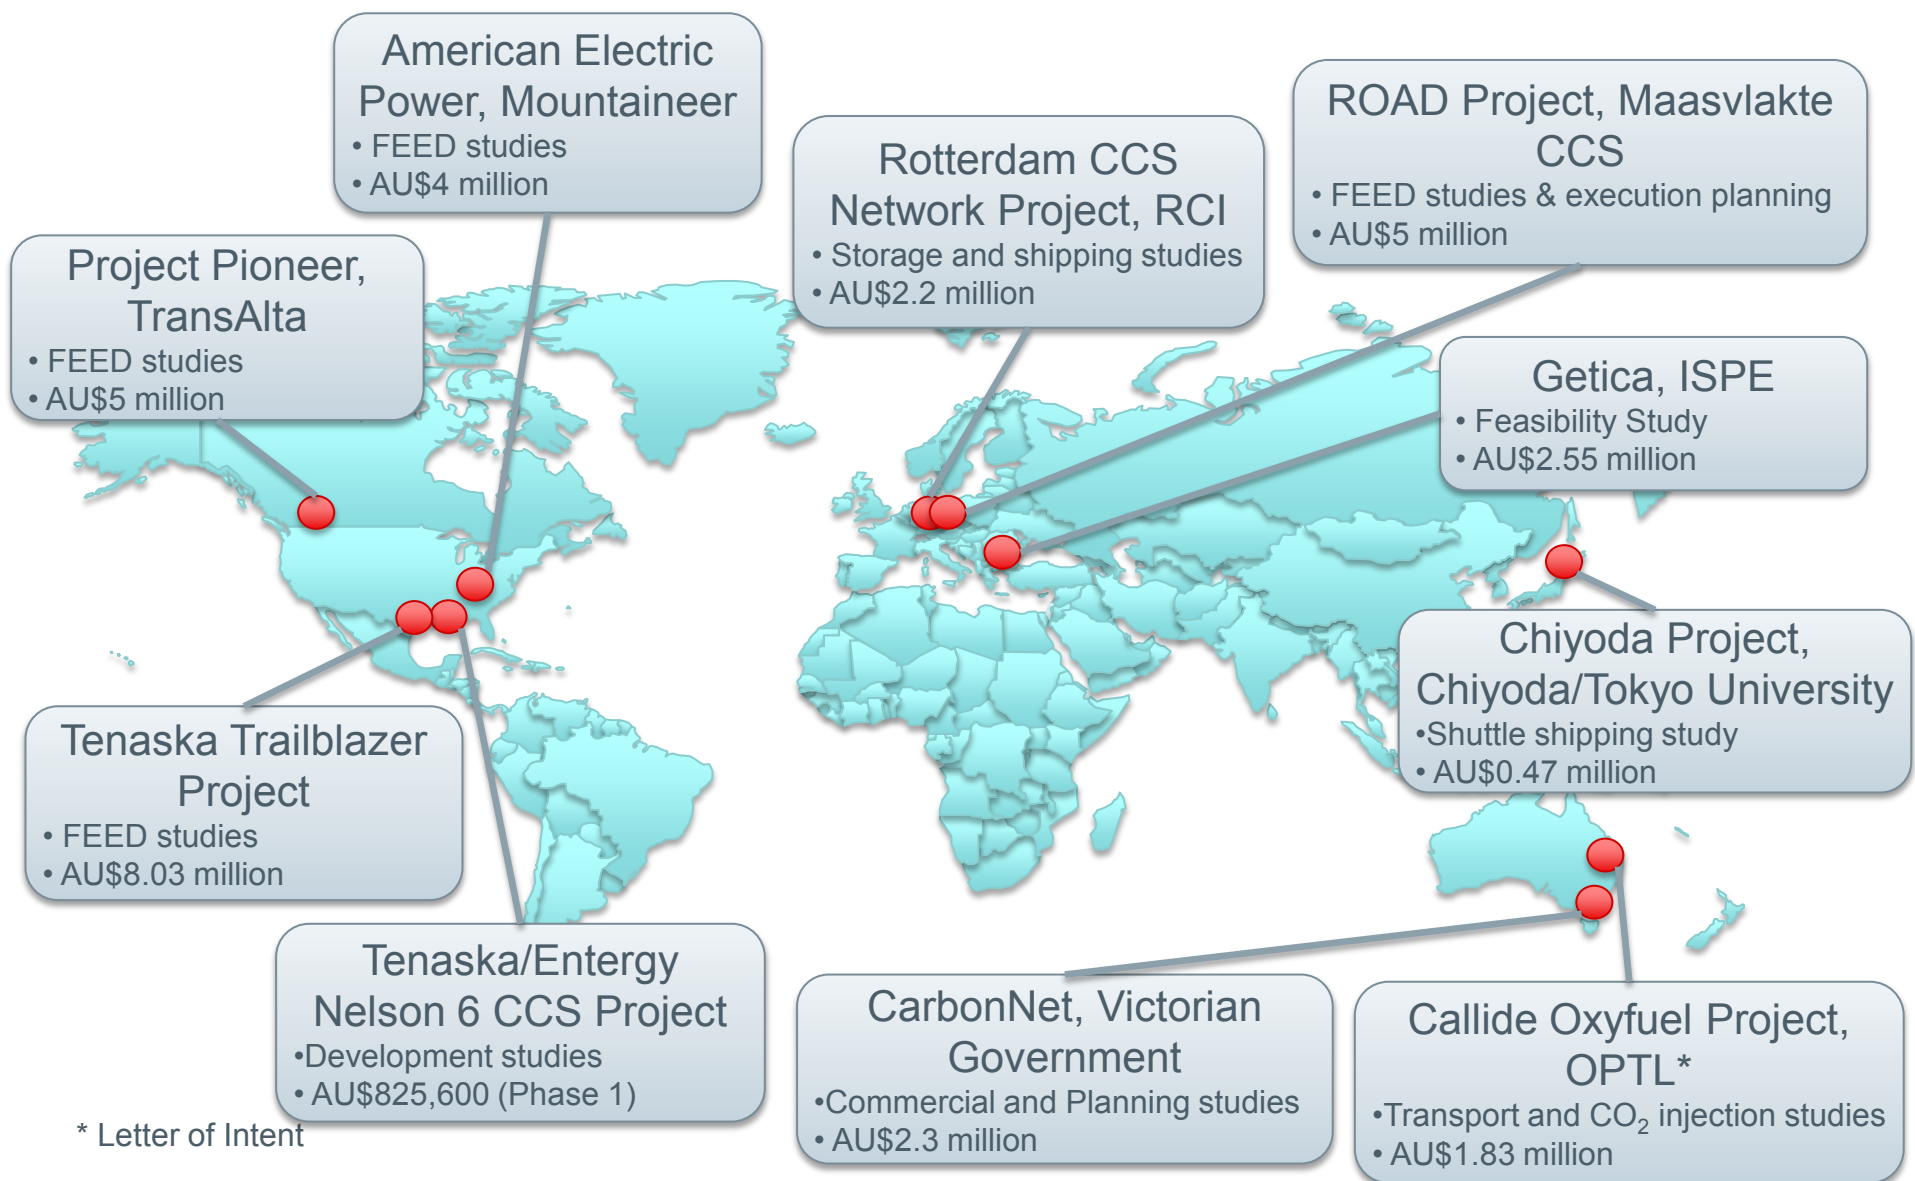 American Electric
Power, Mountaineer
• FEED studies
• AU$4 million
ROAD Project, Maasvlakte
CCS
• FEED studies & execution planning
• AU$5 million
Rotterdam CCS
Network Project, RCI
• Storage and shipping studies
• AU$2.2 million
Project Pioneer,
TransAlta
• FEED studies
• AU$5 million
Getica, ISPE
• Feasibility Study
• AU$2.55 million
Chiyoda Project,
Chiyoda/Tokyo University
•Shuttle shipping study
• AU$0.47 million
Tenaska Trailblazer
Project
• FEED studies
• AU$8.03 million
Tenaska/Entergy
Nelson 6 CCS Project
•Development studies
• AU$825,600 (Phase 1)
CarbonNet, Victorian
Government
•Commercial and Planning studies
• AU$2.3 million
Callide Oxyfuel Project,
OPTL*
•Transport and CO₂ injection studies
• AU$1.83 million
* Letter of Intent